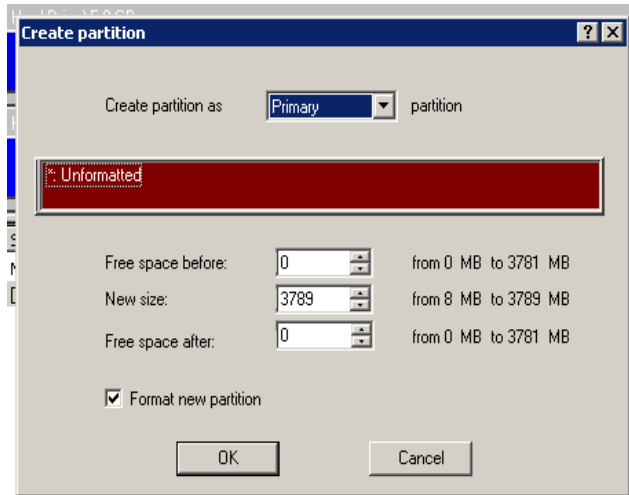 Create partition
Create partition as Primary partition
*: Unformatted
Free space before: 0 from 0 MB to 3781 MB
New size: 3789 from 8 MB to 3789 MB
Free space after: 0 from 0 MB to 3781 MB
Format new partition
OK Cancel